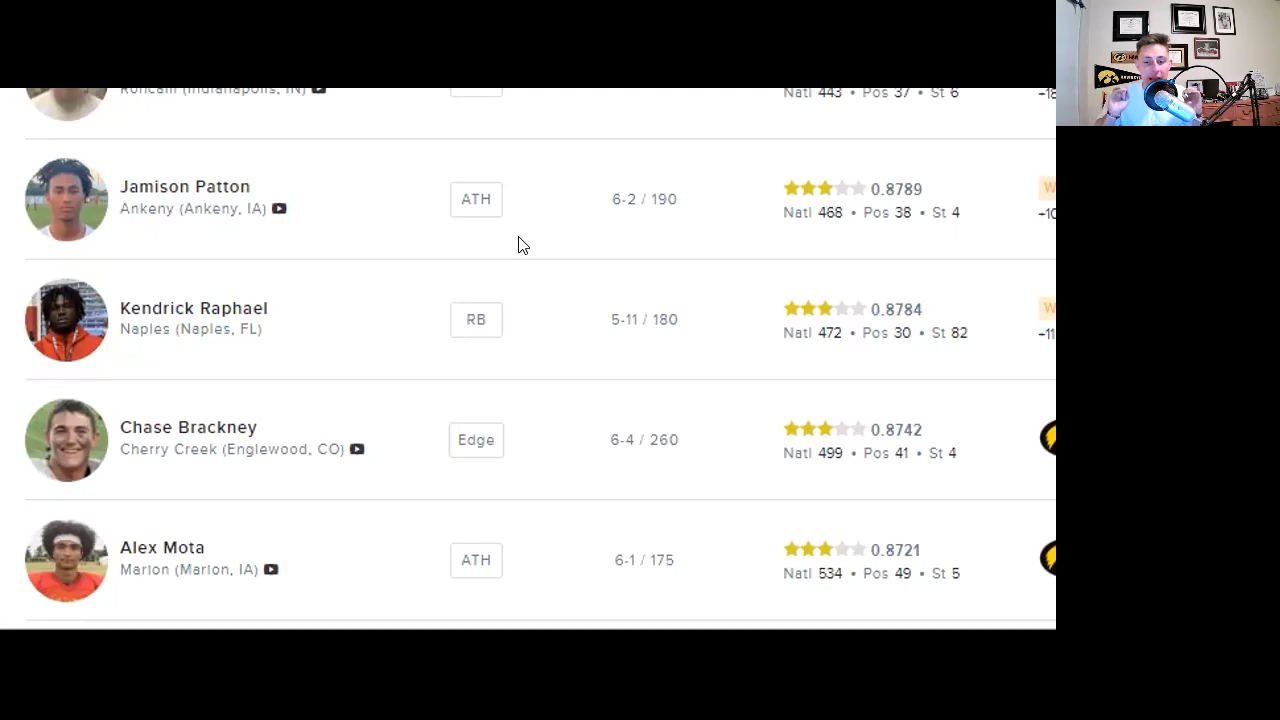 Roncalli (Indianapolis, IN)
Natl 443 • Pos 37 • St 6
Jamison Patton
Ankeny (Ankeny, IA)
ATH
6-2 / 190
0.8789
Natl 468 • Pos 38 • St 4
W
Kendrick Raphael
Naples (Naples, FL)
RB
5-11 / 180
0.8784
Natl 472 • Pos 30 • St 82
W
Chase Brackney
Cherry Creek (Englewood, CO)
Edge
6-4 / 260
0.8742
Natl 499 • Pos 41 • St 4
Alex Mota
Marion (Marion, IA)
ATH
6-1 / 175
0.8721
Natl 534 • Pos 49 • St 5